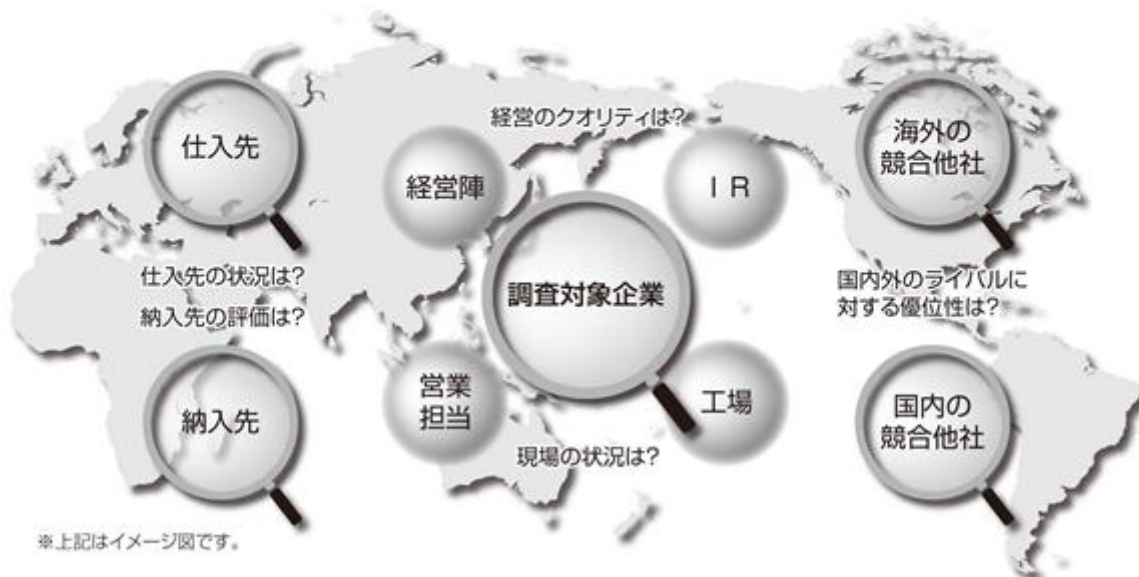 仕入先
経営のクオリティは?
海外の
競合他社
経営陣
ＩＲ
仕入先の状況は?
納入先の評価は?
調査対象企業
国内外のライバルに
対する優位性は?
納入先
営業
担当
工場
国内の
競合他社
現場の状況は?
※上記はイメージ図です。